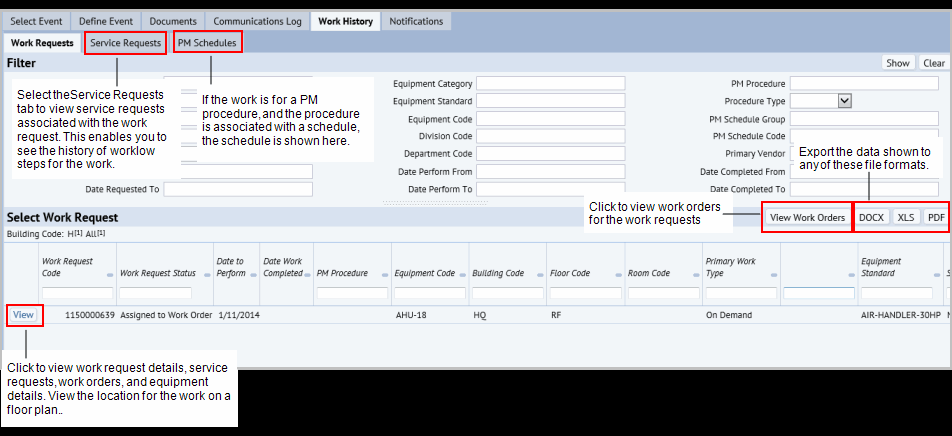 Select Event Define Event Documents Communications Log Work History Notifications
Work Requests Service Requests PM Schedules
Filter Show Clear
Select theService Requests
tab to view service requests
associated with the work
request. This enables you to
see the history of worklow
steps for the work.
If the work is for a PM
procedure, and the procedure
is associated with a schedule,
the schedule is shown here.
Date Requested To
Equipment Category
Equipment Standard
Equipment Code
Division Code
Department Code
Date Perform From
Date Perform To
PM Procedure
Procedure Type
PM Schedule Group
PM Schedule Code
Primary Vendor
Date Completed From
Date Completed To
Export the data shown to
any of these file formats.
Click to view work orders
for the work requests
Select Work Request View Work Orders DOCX XLS PDF
Building Code: H[1] All[1]
Work Request
Code
Work Request Status
Date to
Perform
Date Work
Completed
PM Procedure
Equipment Code
Building Code
Floor Code
Room Code
Primary Work
Type
Equipment
Standard
View 1150000639 Assigned to Work Order 1/11/2014 AHU-18 HQ RF On Demand AIR-HANDLER-30HP
Click to view work request details, service
requests, work orders, and equipment
details. View the location for the work on a
floor plan..